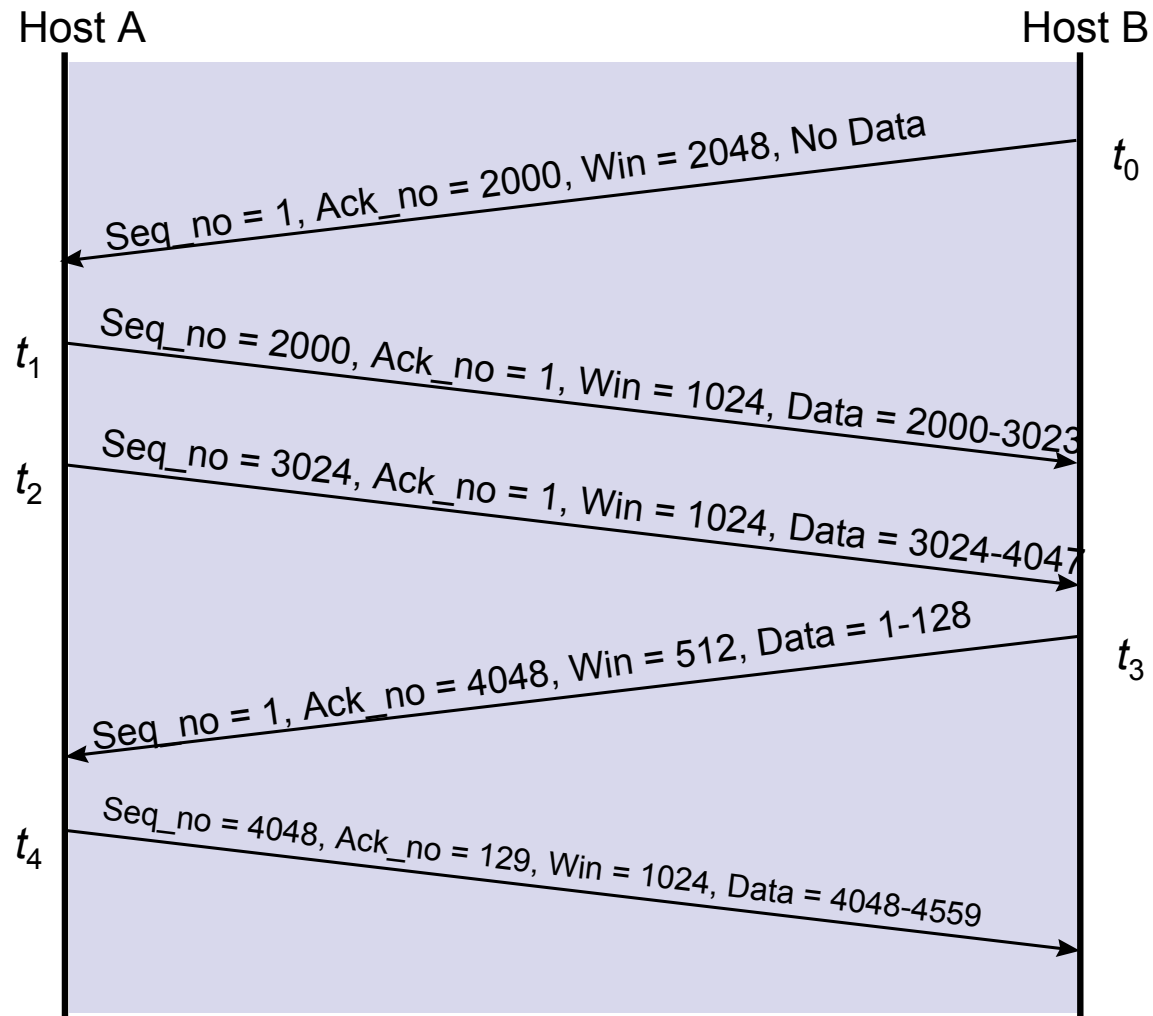 Host A
Host B
Seq_no = 1, Ack_no = 2000, Win = 2048, No Data
t0
Seq_no = 2000, Ack_no = 1, Win = 1024, Data = 2000-3023
t1
Seq_no = 3024, Ack_no = 1, Win = 1024, Data = 3024-4047
t2
Seq_no = 1, Ack_no = 4048, Win = 512, Data = 1-128
t3
Seq_no = 4048, Ack_no = 129, Win = 1024, Data = 4048-4559
t4